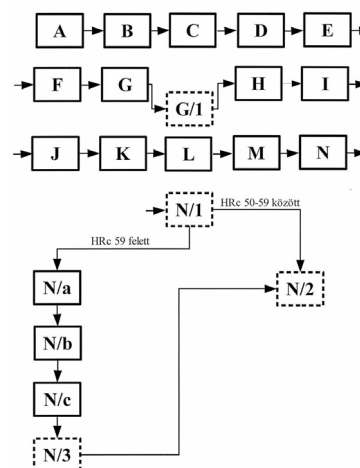 A B C D E
F G H I
G/1
J K L M N
N/1
HRc 50-59 között
HRc 59 felett
N/a
N/2
N/b
N/c
N/3